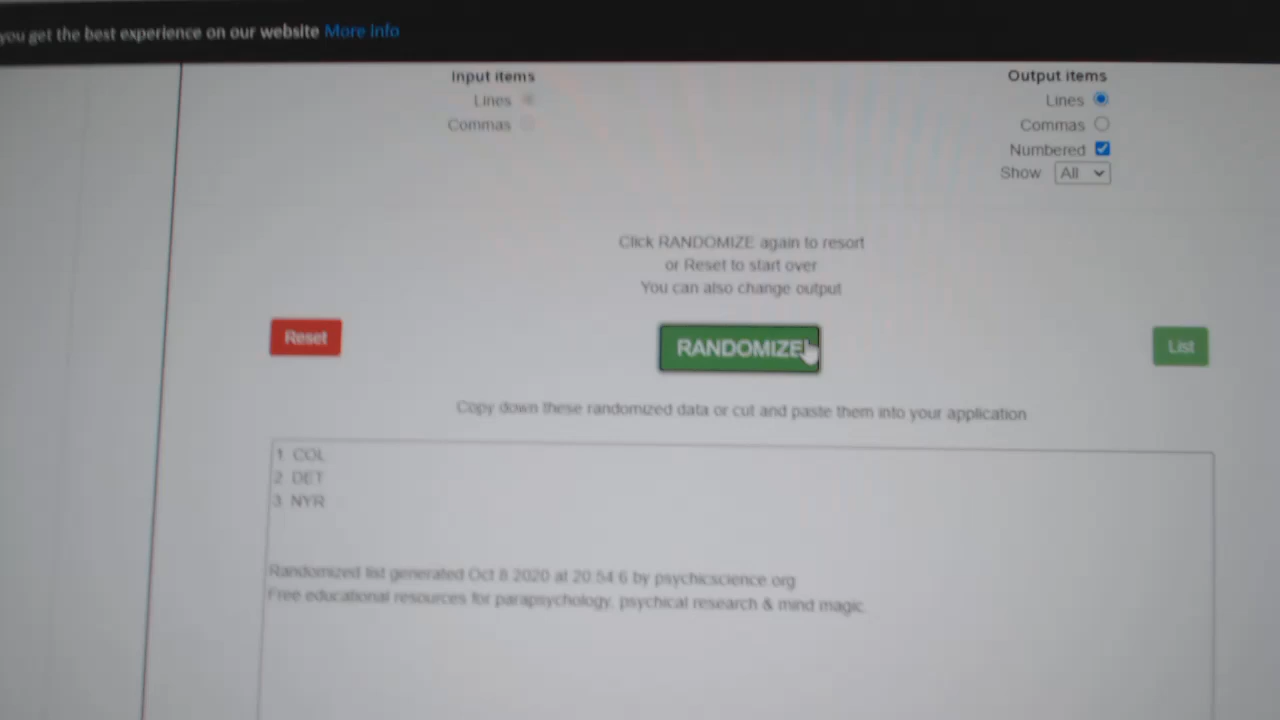 you get the best experience on our website More info
Input items
Lines
Commas
Output items
Lines
Commas
Numbered
Show All
Click RANDOMIZE again to resort
or Reset to start over
You can also change output
Reset
RANDOMIZE
List
Copy down these randomized data or cut and paste them into your application
1 COL
2 DET
3 NYR
Randomized list generated Oct 8 2020 at 20:54:6 by psychicscience.org
Free educational resources for parapsychology, psychical research & mind magic.